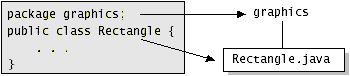 package graphics;
public class Rectangle {
. . .
}
graphics
Rectangle.java